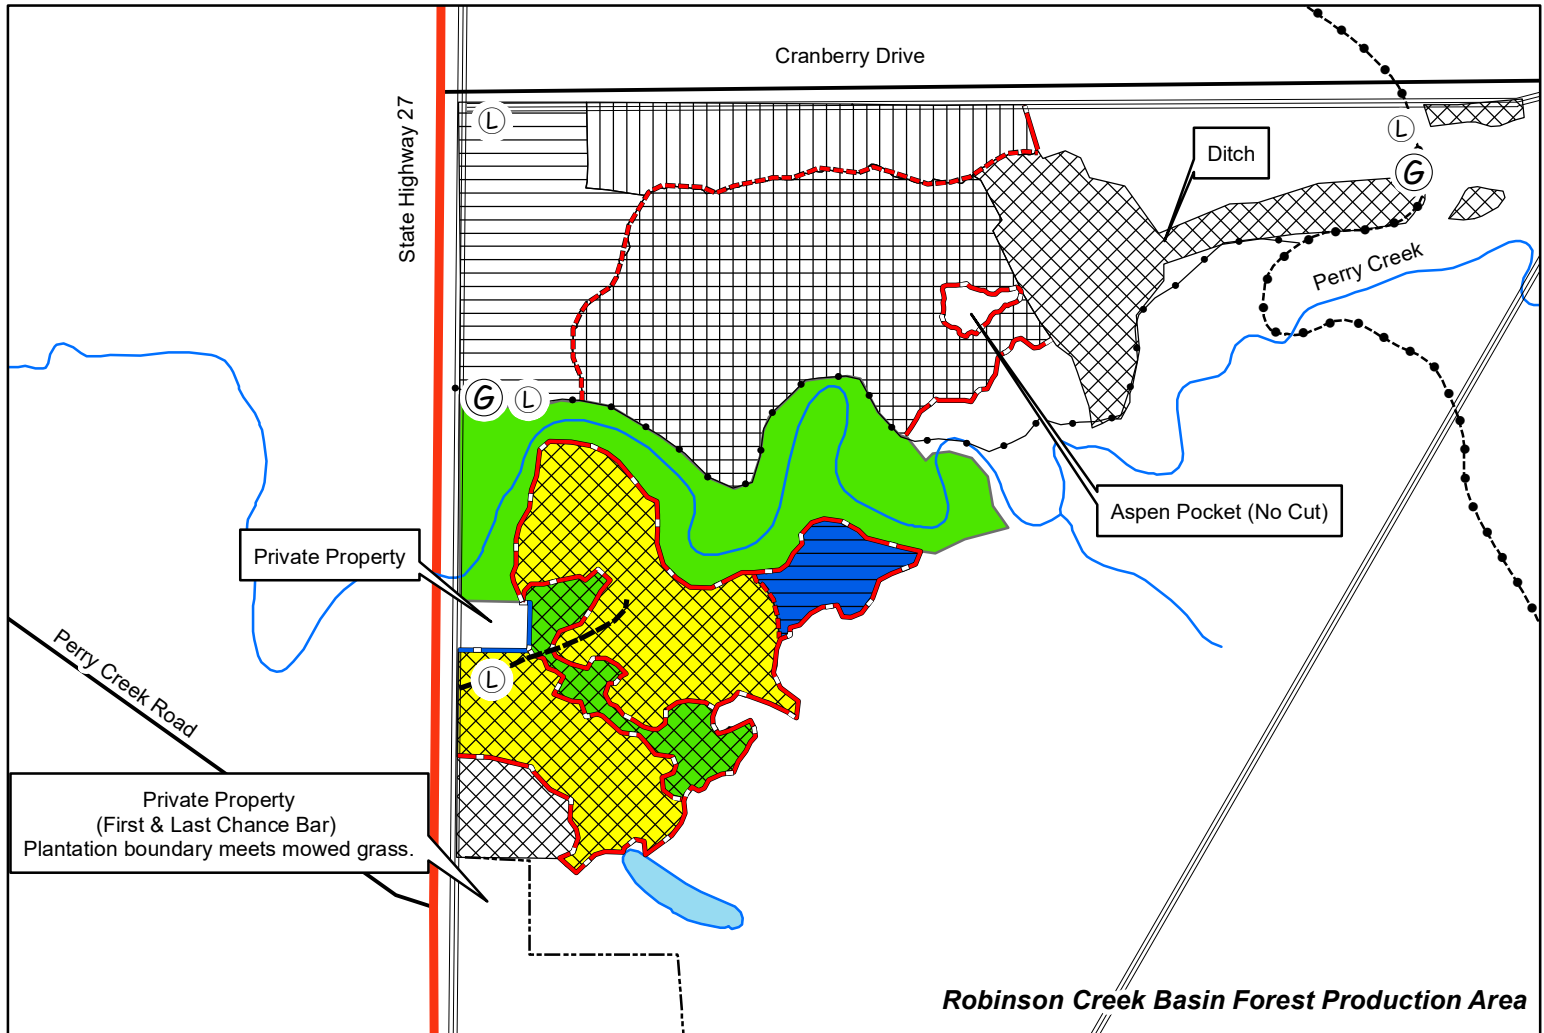 Cranberry Drive
State Highway 27
L
L
Ditch
G
Perry Creek
G
L
Aspen Pocket (No Cut)
Private Property
L
Perry Creek Road
Private Property
(First & Last Chance Bar)
Plantation boundary meets mowed grass.
Robinson Creek Basin Forest Production Area